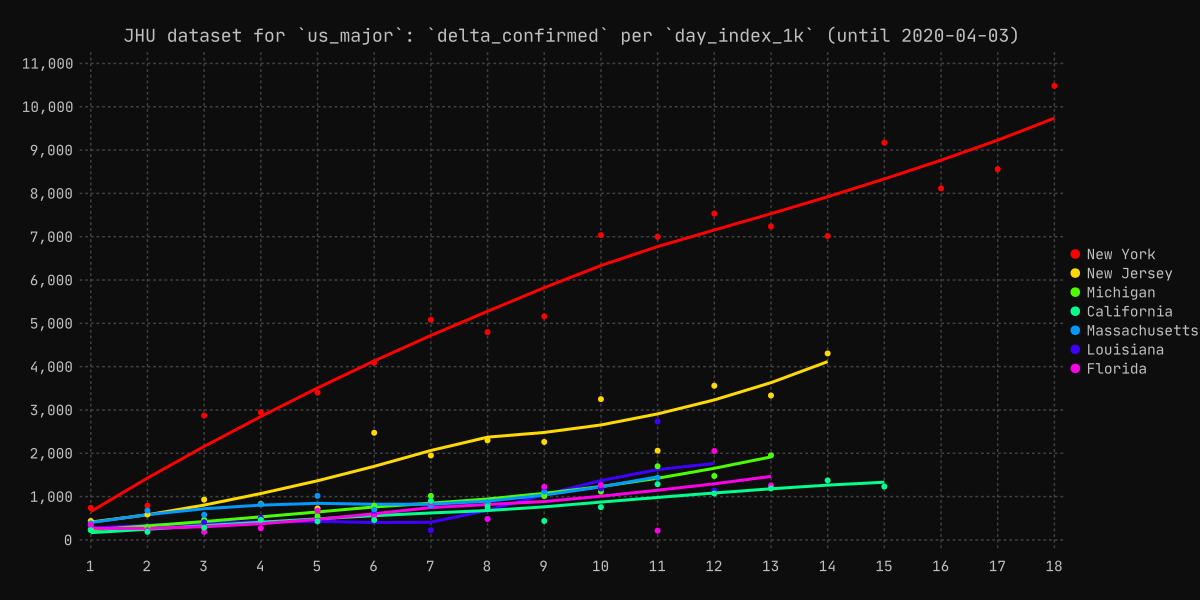 JHU dataset for `us_major`: `delta_confirmed` per `day_index_1k` (until 2020-04-03)
11,000
10,000
9,000
8,000
7,000
6,000
5,000
4,000
3,000
2,000
1,000
0
1 2 3 4 5 6 7 8 9 10 11 12 13 14 15 16 17 18
New York
New Jersey
Michigan
California
Massachusetts
Louisiana
Florida